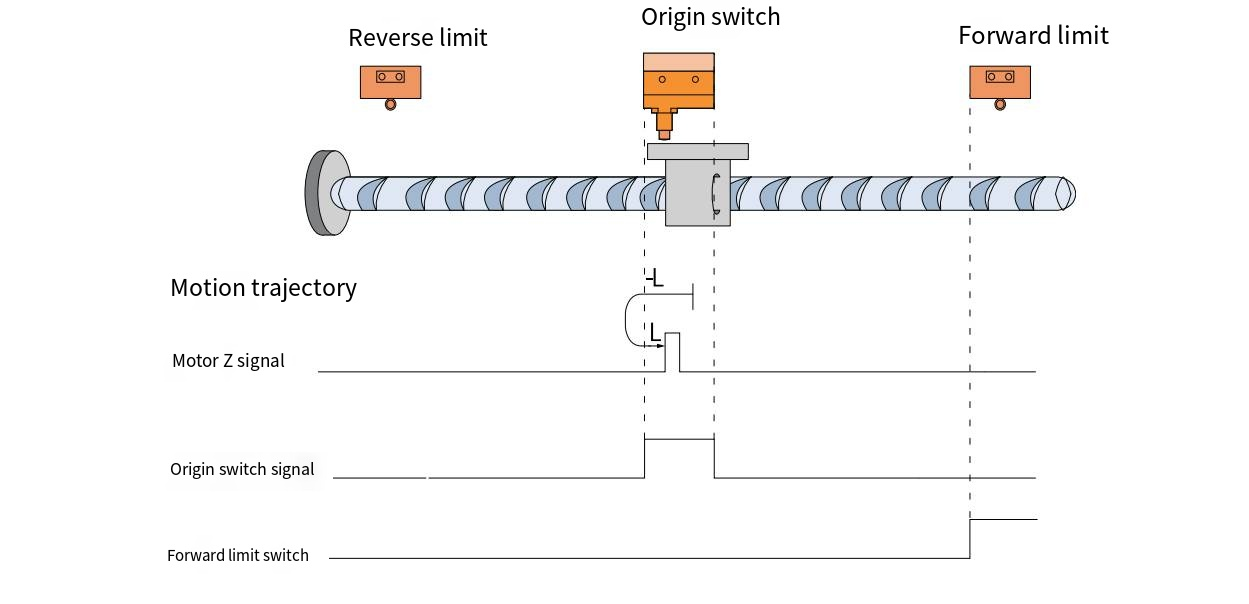 Origin switch
Reverse limit
Forward limit
Motion trajectory
-L
L
Motor Z signal
Origin switch signal
Forward limit switch